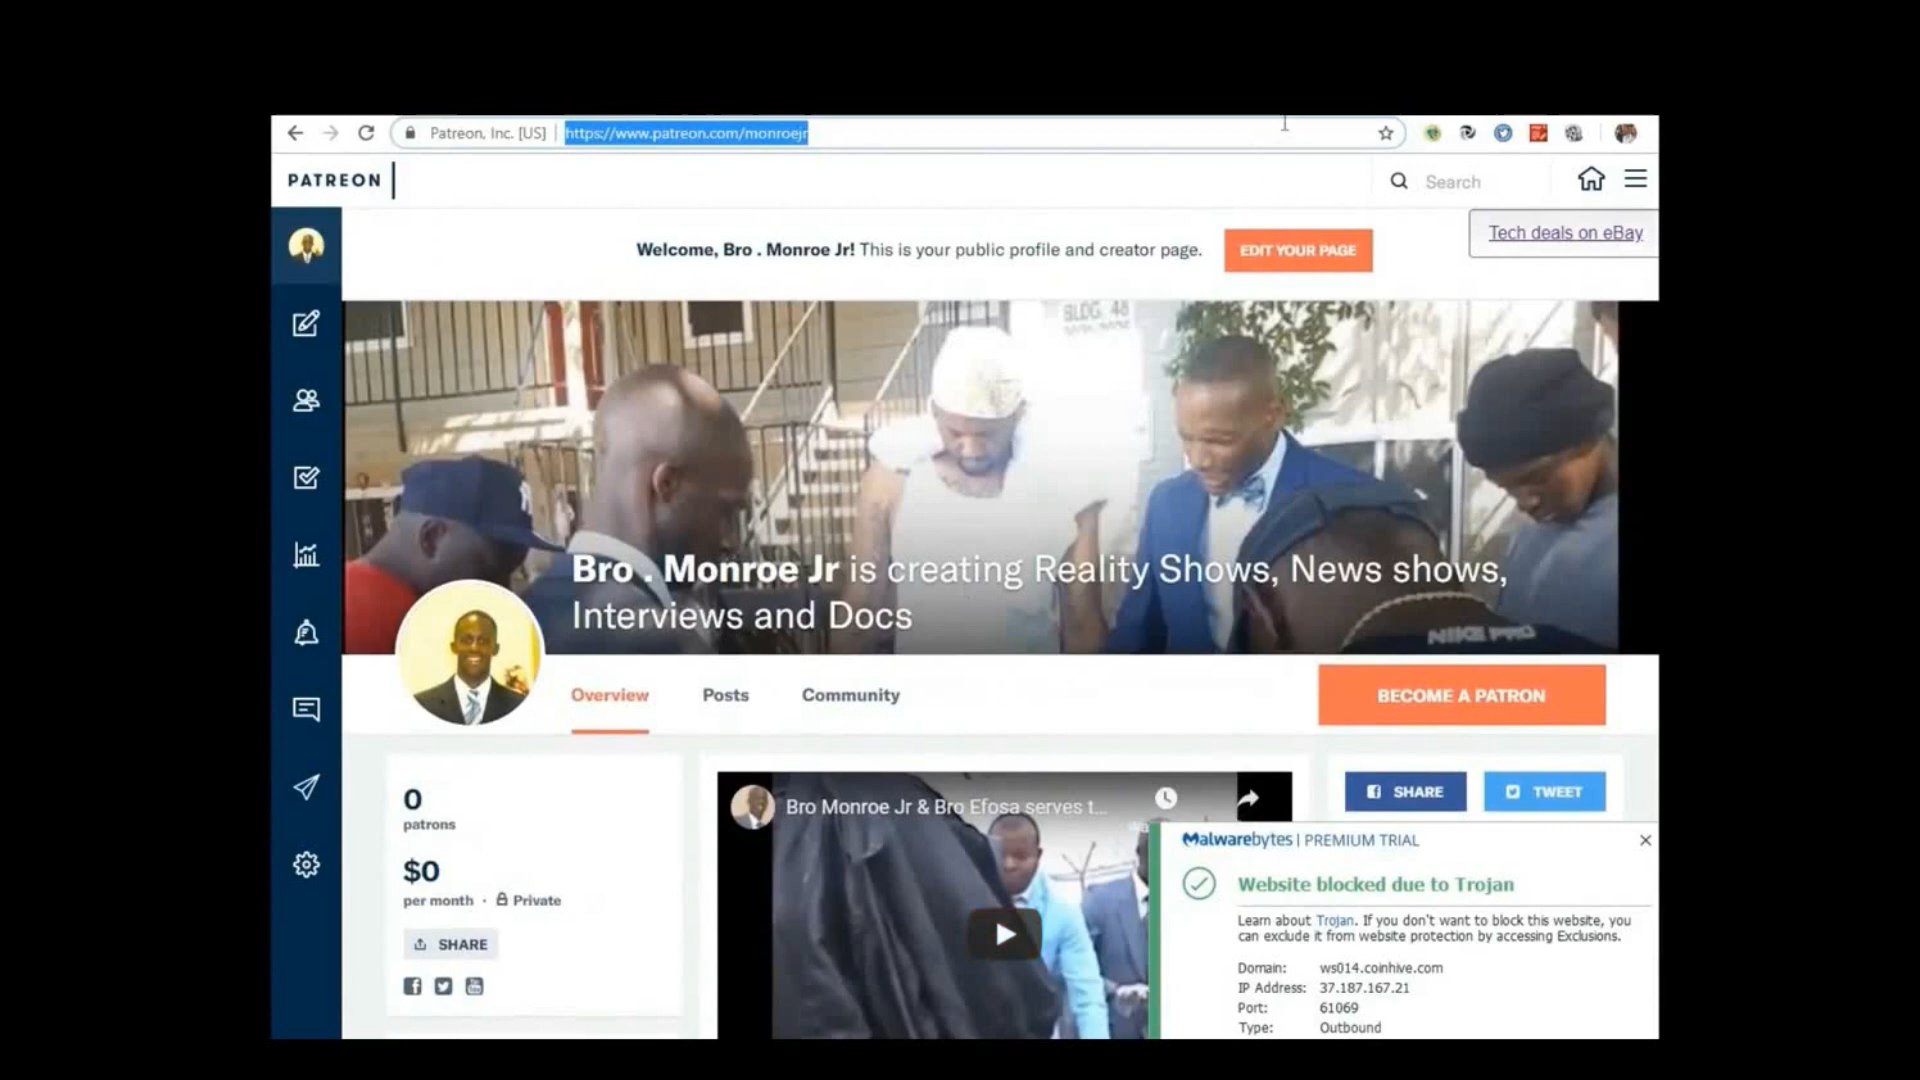 Patreon, Inc. [US] | https://www.patreon.com/monroejr
PATREON
Search
Tech deals on eBay
Welcome, Bro . Monroe Jr! This is your public profile and creator page.
EDIT YOUR PAGE
BLDG. 48
Bro . Monroe Jr is creating Reality Shows, News shows,
Interviews and Docs
NIKE PRO
Overview
Posts
Community
BECOME A PATRON
0
patrons
$0
per month · Private
SHARE
Bro Monroe Jr & Bro Efosa serves t...
SHARE
TWEET
Malwarebytes | PREMIUM TRIAL
Website blocked due to Trojan
Learn about Trojan. If you don't want to block this website, you
can exclude it from website protection by accessing Exclusions.
Domain: ws014.coinhive.com
IP Address: 37.187.167.21
Port: 61069
Type: Outbound